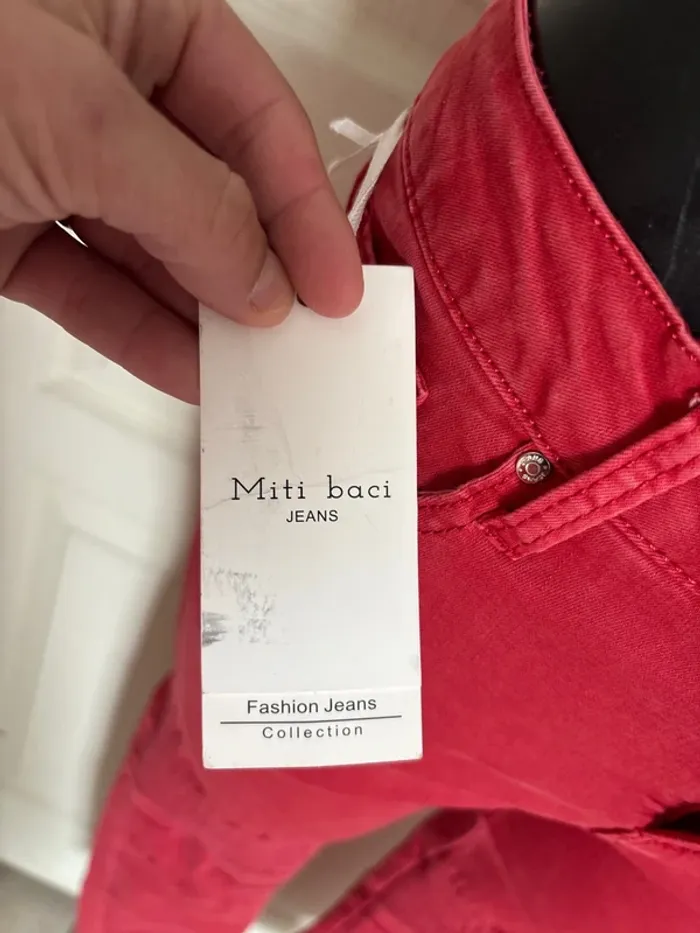 Miti baci
JEANS
Fashion Jeans
Collection